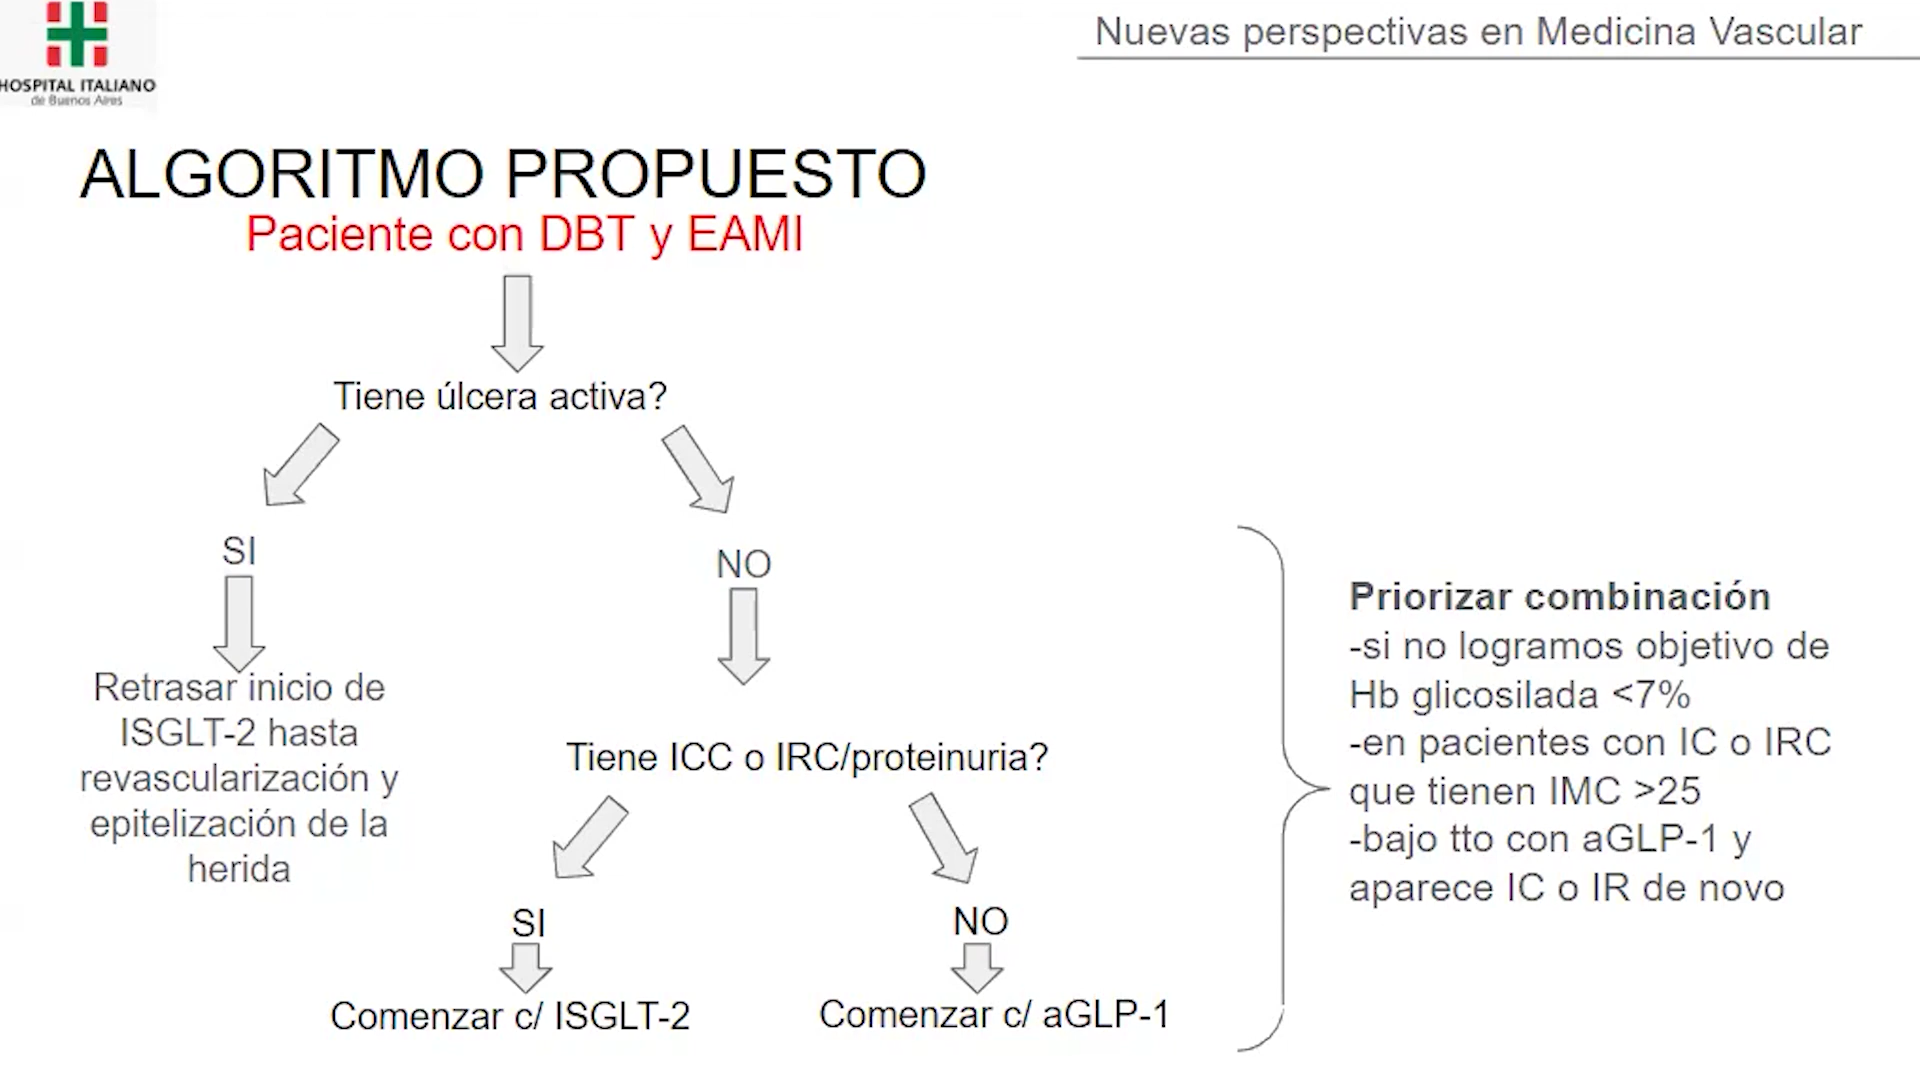 HOSPITAL ITALIANO
de Buenos Aires
Nuevas perspectivas en Medicina Vascular
ALGORITMO PROPUESTO
Paciente con DBT y EAMI
Tiene úlcera activa?
SI
NO
Retrasar inicio de
ISGLT-2 hasta
revascularización y
epitelización de la
herida
Tiene ICC o IRC/proteinuria?
SI
NO
Comenzar c/ ISGLT-2
Comenzar c/ aGLP-1
Priorizar combinación
-si no logramos objetivo de
Hb glicosilada <7%
-en pacientes con IC o IRC
que tienen IMC >25
-bajo tto con aGLP-1 y
aparece IC o IR de novo